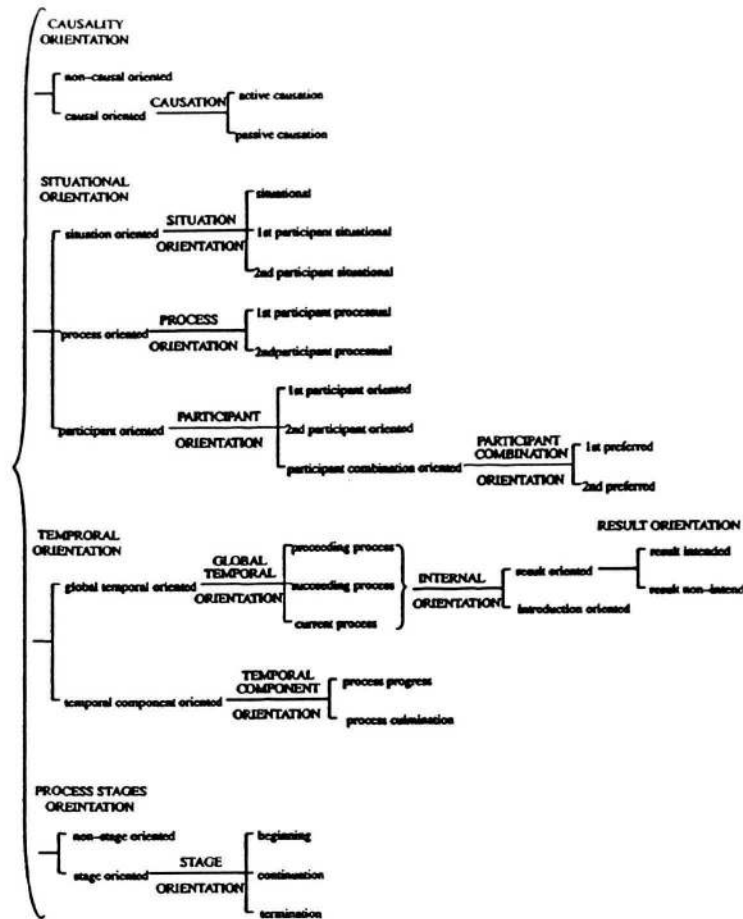 CAUSALITY
ORIENTATION
non-causal oriented
causal oriented
CAUSATION
active causation
passive causation
SITUATIONAL
ORIENTATION
situation oriented
SITUATION
ORIENTATION
situational
1st participant situational
2nd participant situational
process oriented
PROCESS
ORIENTATION
1st participant processual
2ndparticipant processual
participant oriented
PARTICIPANT
ORIENTATION
1st participant oriented
2nd participant oriented
participant combination oriented
PARTICIPANT
COMBINATION
ORIENTATION
1st preferred
2nd preferred
TEMPRORAL
ORIENTATION
global temporal oriented
GLOBAL
TEMPORAL
ORIENTATION
proceeding process
succeeding process
current process
INTERNAL
ORIENTATION
result oriented
introduction oriented
RESULT ORIENTATION
result intended
result non-intend
temporal component oriented
TEMPORAL
COMPONENT
ORIENTATION
process progress
process culmination
PROCESS STAGES
OREINTATION
non-stage oriented
stage oriented
STAGE
ORIENTATION
beginning
continuation
termination